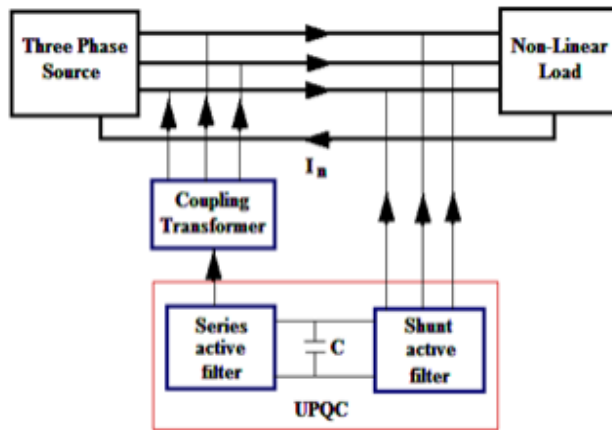 Three Phase
Source
Non-Linear
Load
In
Coupling
Transformer
Series
active
filter
C
Shunt
active
filter
UPQC